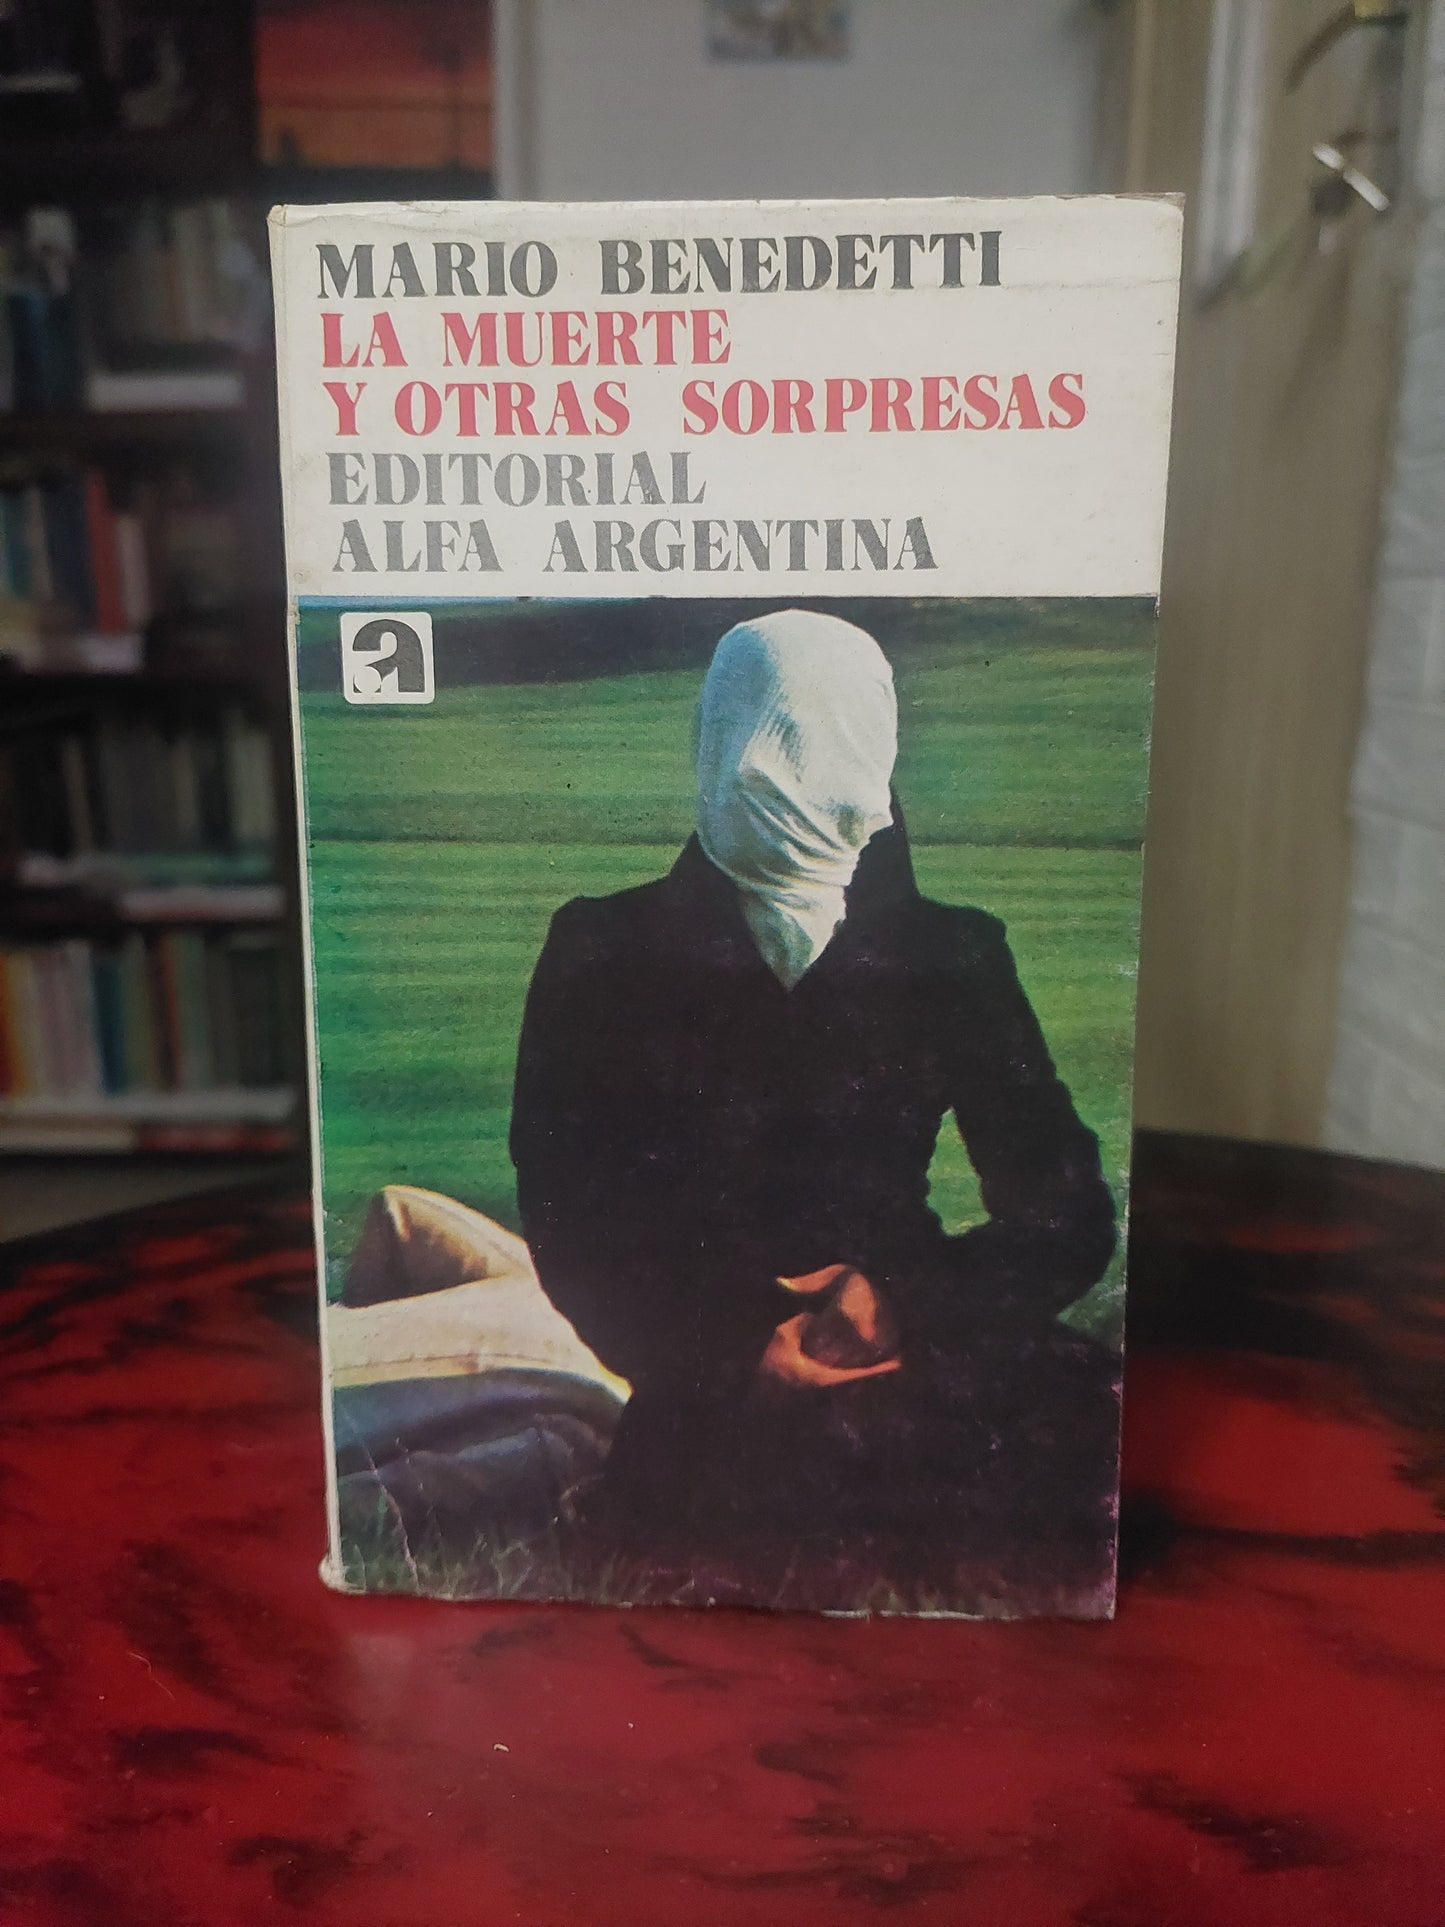 MARIO BENEDETTI
LA MUERTE
Y OTRAS SORPRESAS
EDITORIAL
ALFA ARGENTINA
a